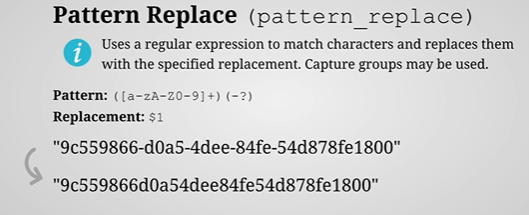 Pattern Replace (pattern_replace)
i
Uses a regular expression to match characters and replaces them
with the specified replacement. Capture groups may be used.
Pattern: ([a-zA-Z0-9]+)(-?)
Replacement: $1
"9c559866-d0a5-4dee-84fe-54d878fe1800"
"9c559866d0a54dee84fe54d878fe1800"